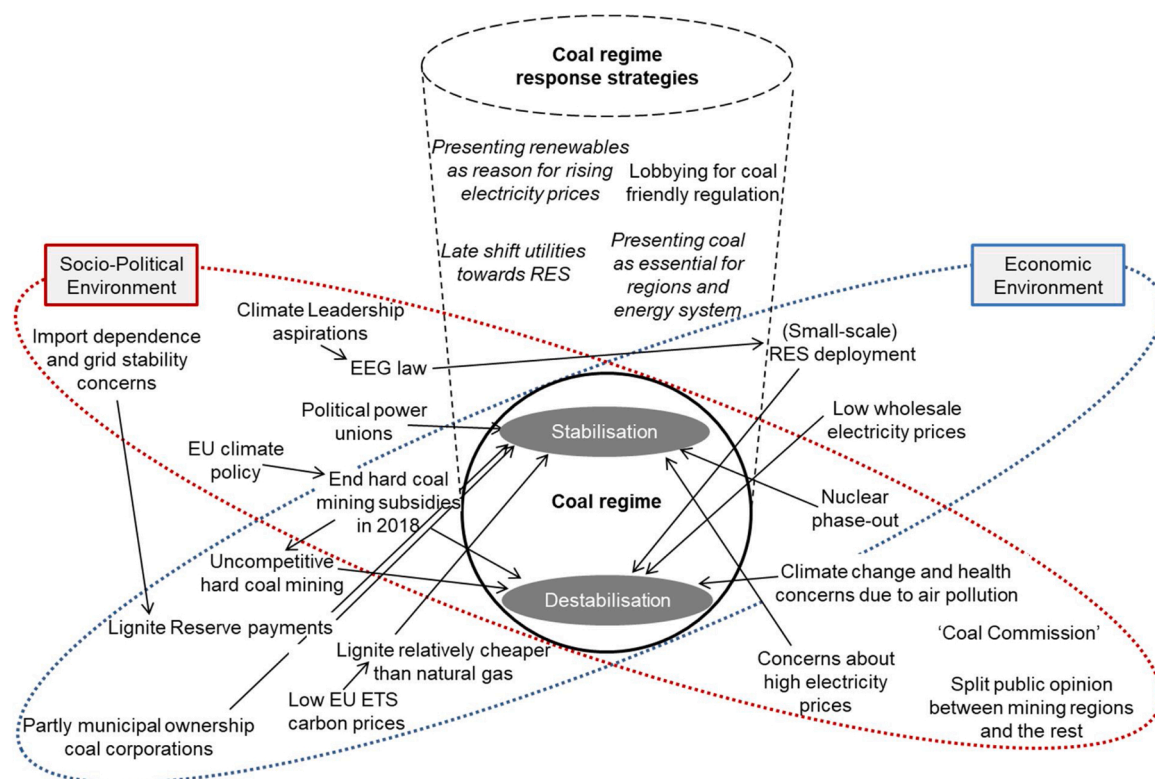 Coal regime
response strategies
Presenting renewables
as reason for rising
electricity prices
Lobbying for coal
friendly regulation
Late shift utilities
towards RES
Presenting coal
as essential for
regions and
energy system
Socio-Political
Environment
Economic
Environment
Climate Leadership
aspirations
Import dependence
and grid stability
concerns
EEG law
(Small-scale)
RES deployment
Political power
unions
Stabilisation
Low wholesale
electricity prices
EU climate
policy
End hard coal
mining subsidies
in 2018
Coal regime
Nuclear
phase-out
Uncompetitive
hard coal mining
Destabilisation
Climate change and health
concerns due to air pollution
Lignite Reserve payments
'Coal Commission'
Lignite relatively cheaper
than natural gas
Concerns about
high electricity
prices
Low EU ETS
carbon prices
Split public opinion
between mining regions
and the rest
Partly municipal ownership
coal corporations